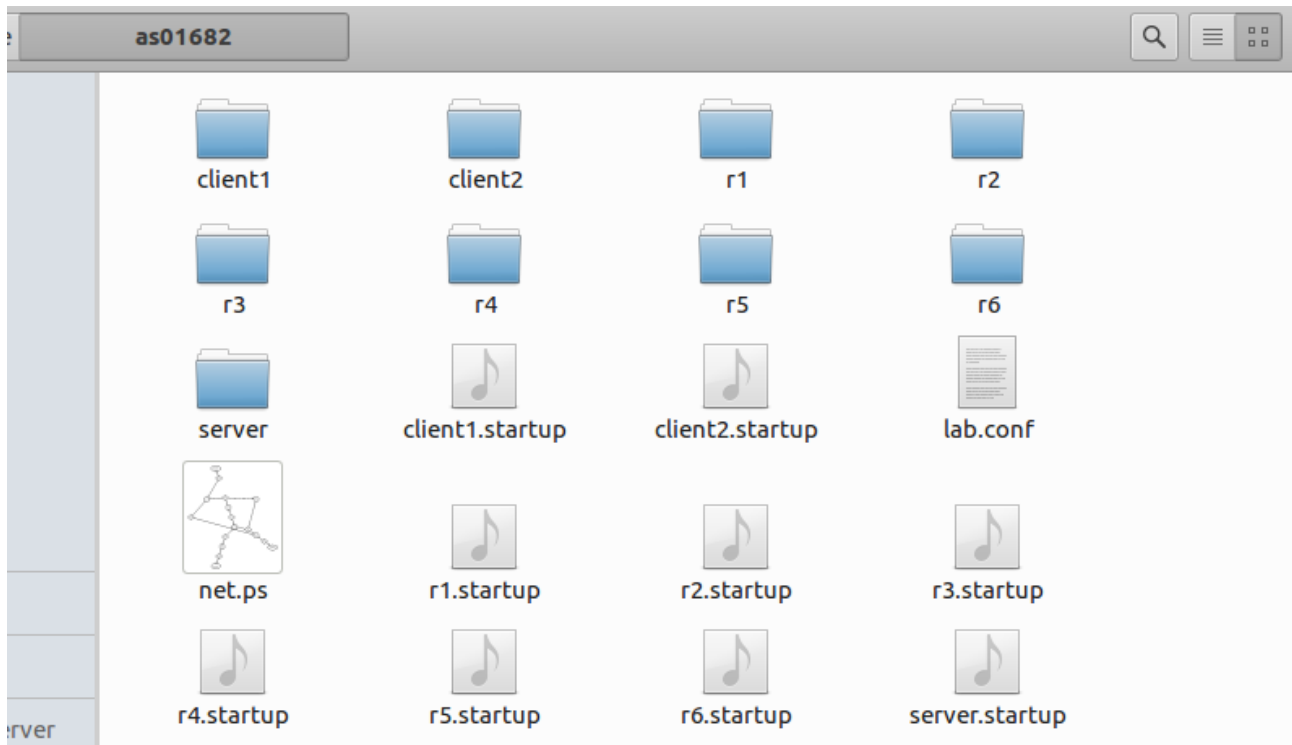 as01682
client1 client2 r1 r2
r3 r4 r5 r6
server client1.startup client2.startup lab.conf
net.ps r1.startup r2.startup r3.startup
r4.startup r5.startup r6.startup server.startup